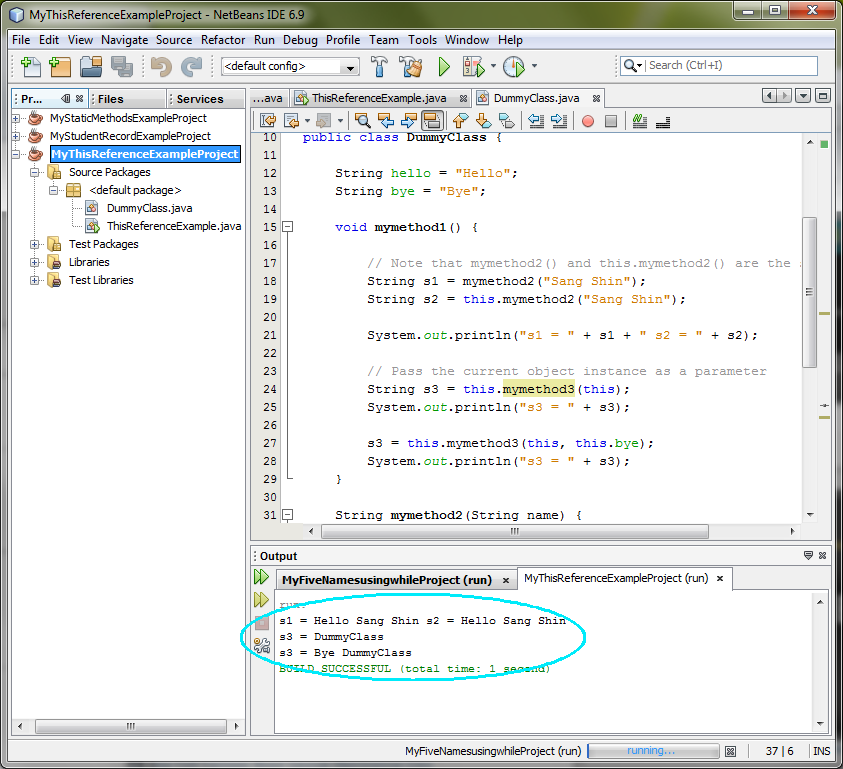 MyThisReferenceExampleProject - NetBeans IDE 6.9
File Edit View Navigate Source Refactor Run Debug Profile Team Tools Window Help
<default config>
Search (Ctrl+I)
Pr... Files Services
MyStaticMethodsExampleProject
MyStudentRecordExampleProject
MyThisReferenceExampleProject
Source Packages
<default package>
DummyClass.java
ThisReferenceExample.java
Test Packages
Libraries
Test Libraries
...ava ThisReferenceExample.java DummyClass.java
10 public class DummyClass {
11
12 String hello = "Hello";
13 String bye = "Bye";
14
15 void mymethod1() {
16
17 // Note that mymethod2() and this.mymethod2() are the
18 String s1 = mymethod2("Sang Shin");
19 String s2 = this.mymethod2("Sang Shin");
20
21 System.out.println("s1 = " + s1 + " s2 = " + s2);
22
23 // Pass the current object instance as a parameter
24 String s3 = this.mymethod3(this);
25 System.out.println("s3 = " + s3);
26
27 s3 = this.mymethod3(this, this.bye);
28 System.out.println("s3 = " + s3);
29 }
30
31 String mymethod2(String name) {
Output
MyFiveNamesusingwhileProject (run) MyThisReferenceExampleProject (run)
run:
s1 = Hello Sang Shin s2 = Hello Sang Shin
s3 = DummyClass
s3 = Bye DummyClass
BUILD SUCCESSFUL (total time: 1 second)
MyFiveNamesusingwhileProject (run) running... 37 | 6 INS